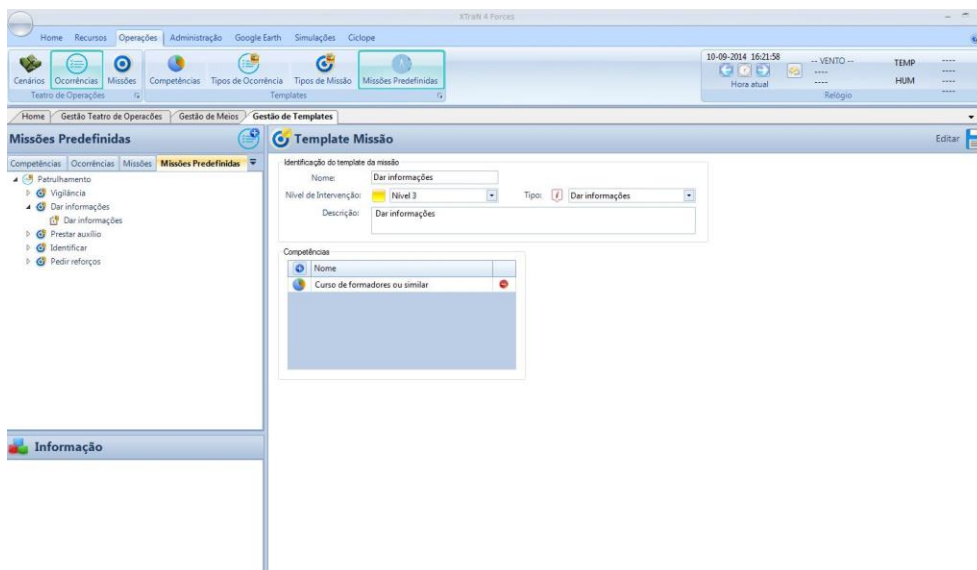 XTraN 4 Forces
Home Recursos Operações Administração Google Earth Simulações Ciclope
Cenários Ocorrências Missões Competências Tipos de Ocorrência Tipos de Missão Missões Predefinidas
Teatro de Operações Templates
10-09-2014 16:21:58
Hora atual
-- VENTO --
----
----
TEMP ----
HUM ----
----
Relógio
Home Gestão Teatro de Operações Gestão de Meios Gestão de Templates
Missões Predefinidas
Competências Ocorrências Missões Missões Predefinidas
Patrulhamento
Vigilância
Dar informações
Dar informações
Prestar auxílio
Identificar
Pedir reforços
Informação
Template Missão Editar
Identificação do template da missão
Nome: Dar informações
Nível de Intervenção: Nível 3 Tipo: Dar informações
Descrição: Dar informações
Competências
Nome
Curso de formadores ou similar